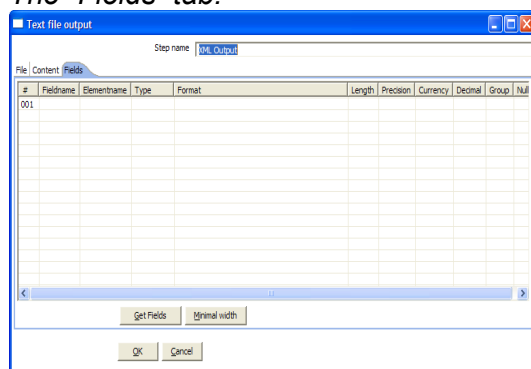 The "Fields" tab:
Text file output
Step name XML Output
File Content Fields
# Fieldname Elementname Type Format Length Precision Currency Decimal Group Null
001
Get Fields Minimal width
OK Cancel